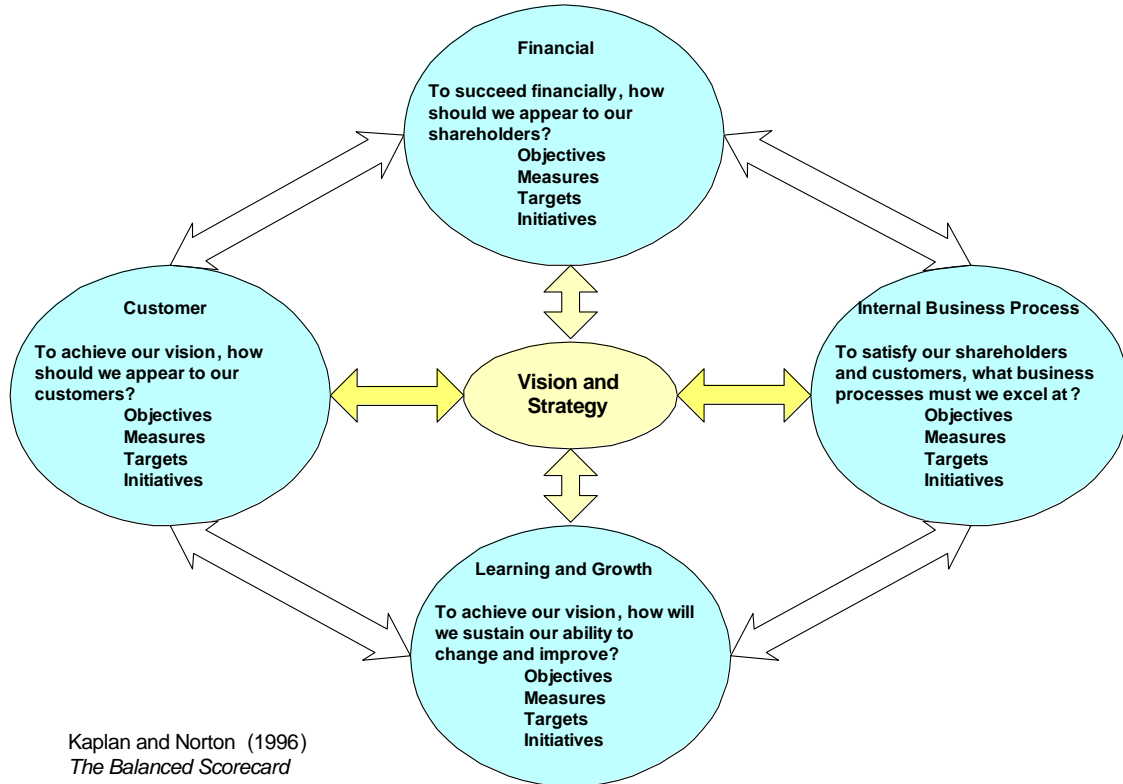 Financial
To succeed financially, how
should we appear to our
shareholders?
Objectives
Measures
Targets
Initiatives
Customer
To achieve our vision, how
should we appear to our
customers?
Objectives
Measures
Targets
Initiatives
Vision and
Strategy
Internal Business Process
To satisfy our shareholders
and customers, what business
processes must we excel at?
Objectives
Measures
Targets
Initiatives
Learning and Growth
To achieve our vision, how will
we sustain our ability to
change and improve?
Objectives
Measures
Targets
Initiatives
Kaplan and Norton (1996)
The Balanced Scorecard